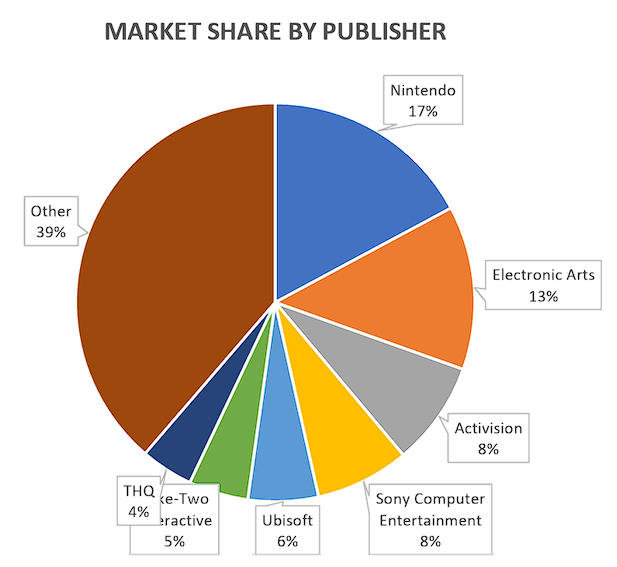 MARKET SHARE BY PUBLISHER
Nintendo
17%
Other
39%
Electronic Arts
13%
Activision
8%
THQ
4%
ke-Two
eractive
5%
Ubisoft
6%
Sony Computer
Entertainment
8%